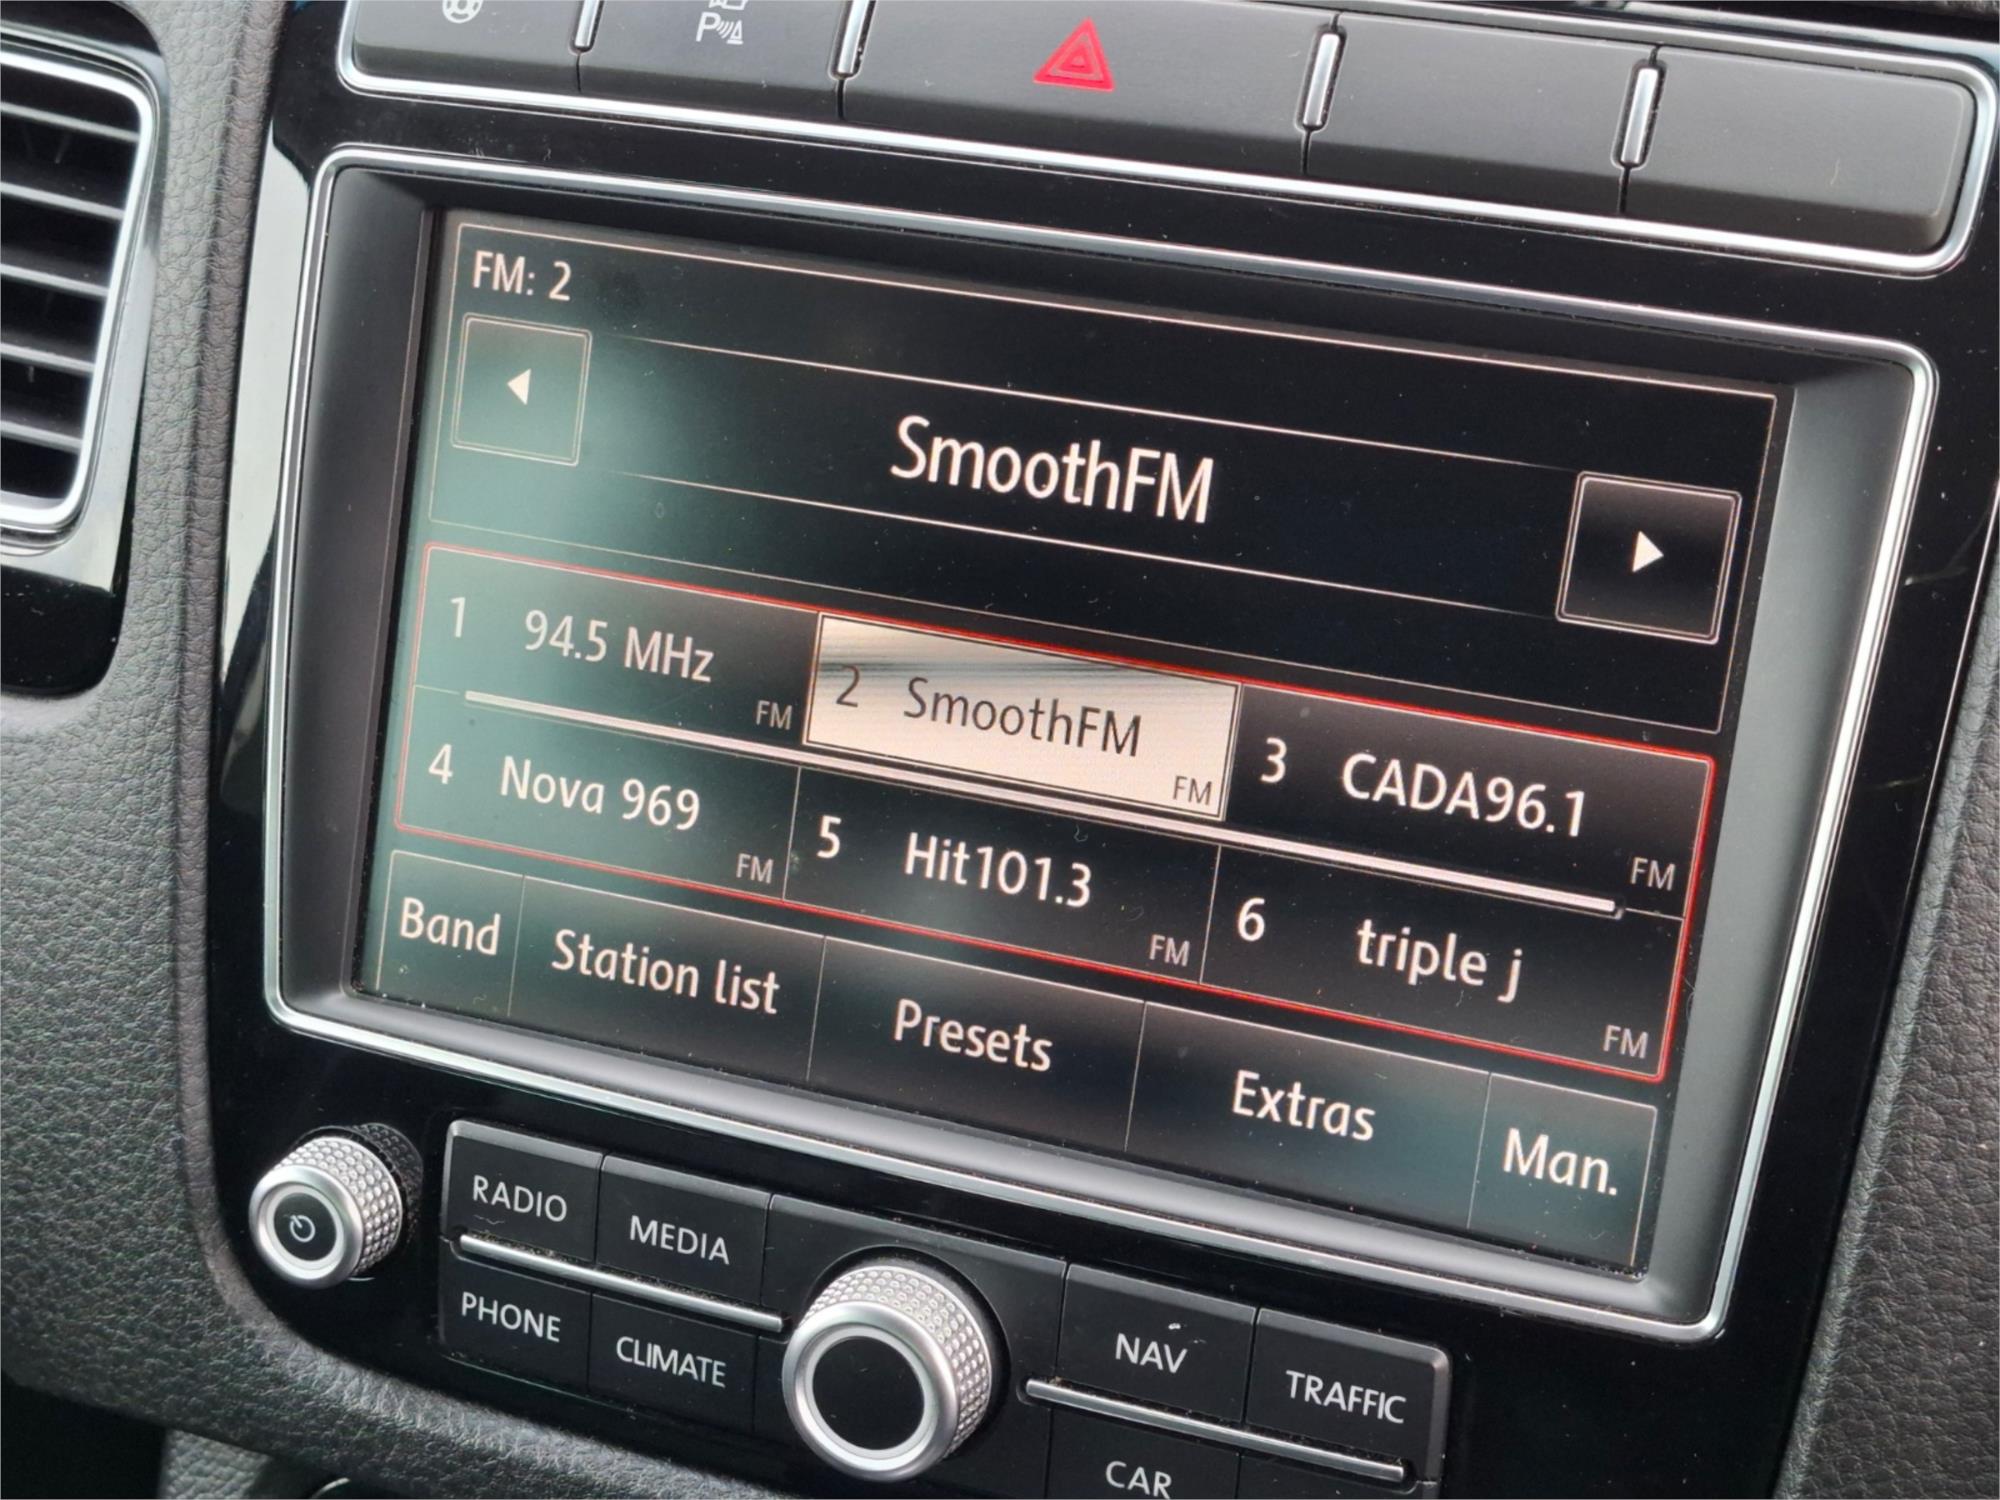 P
FM: 2
SmoothFM
1 94.5 MHz FM
2 SmoothFM FM
3 CADA96.1 FM
4 Nova 969 FM
5 Hit101.3 FM
6 triple j FM
Band Station list Presets Extras Man.
RADIO MEDIA
PHONE CLIMATE
NAV TRAFFIC
CAR